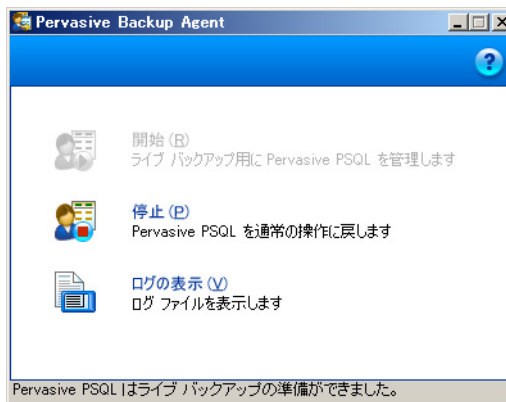 Pervasive Backup Agent
?
開始(R)
ライブ バックアップ用に Pervasive PSQL を管理します
停止(P)
Pervasive PSQL を通常の操作に戻します
ログの表示(V)
ログ ファイルを表示します
Pervasive PSQL はライブ バックアップの準備ができました。